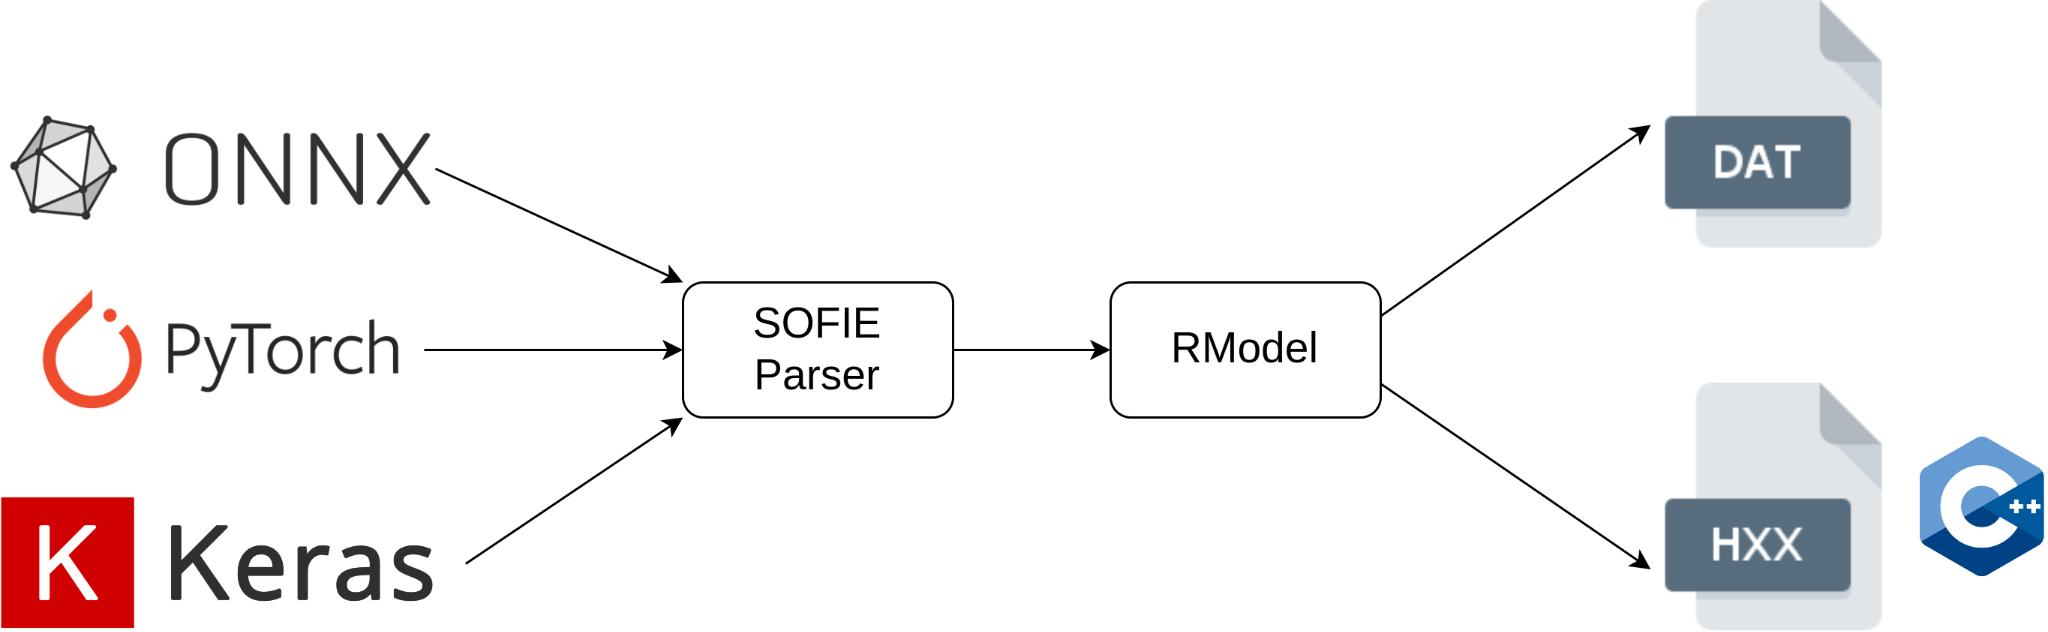 ONNX
PyTorch
K Keras
SOFIE
Parser
RModel
DAT
HXX
C++